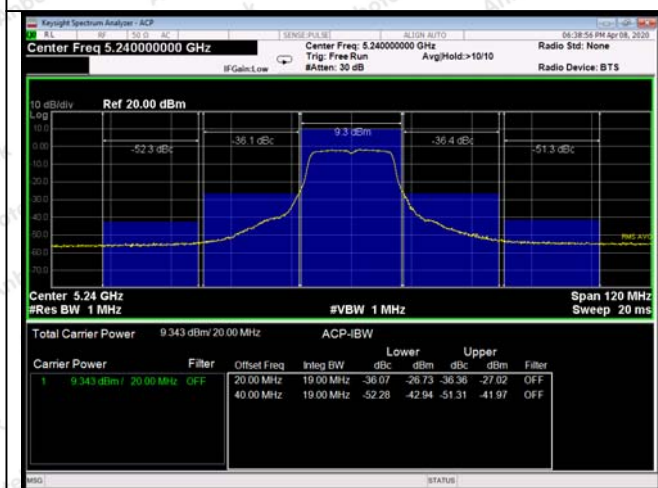 Keysight Spectrum Analyzer - ACP
RL RF 50 Ω AC SENSE:PULSE ALIGN AUTO 06:38:56 PM Apr 08, 2020
Center Freq 5.240000000 GHz Center Freq: 5.240000000 GHz Radio Std: None
Trig: Free Run Avg|Hold:>10/10
IFGain:Low #Atten: 30 dB Radio Device: BTS
10 dB/div Ref 20.00 dBm
Log
10.0
0.00
-52.3 dBc -36.1 dBc 9.3 dBm -36.4 dBc -51.3 dBc
10.0
20.0
30.0
40.0
50.0
60.0
70.0
RMS AVG
Center 5.24 GHz Span 120 MHz
#Res BW 1 MHz #VBW 1 MHz Sweep 20 ms
Total Carrier Power 9.343 dBm/ 20.00 MHz ACP-IBW
Lower Upper
Carrier Power Filter Offset Freq Integ BW dBc dBm dBc dBm Filter
1 9.343 dBm / 20.00 MHz OFF 20.00 MHz 19.00 MHz -36.07 -26.73 -36.36 -27.02 OFF
40.00 MHz 19.00 MHz -52.28 -42.94 -51.31 -41.97 OFF
MSG STATUS